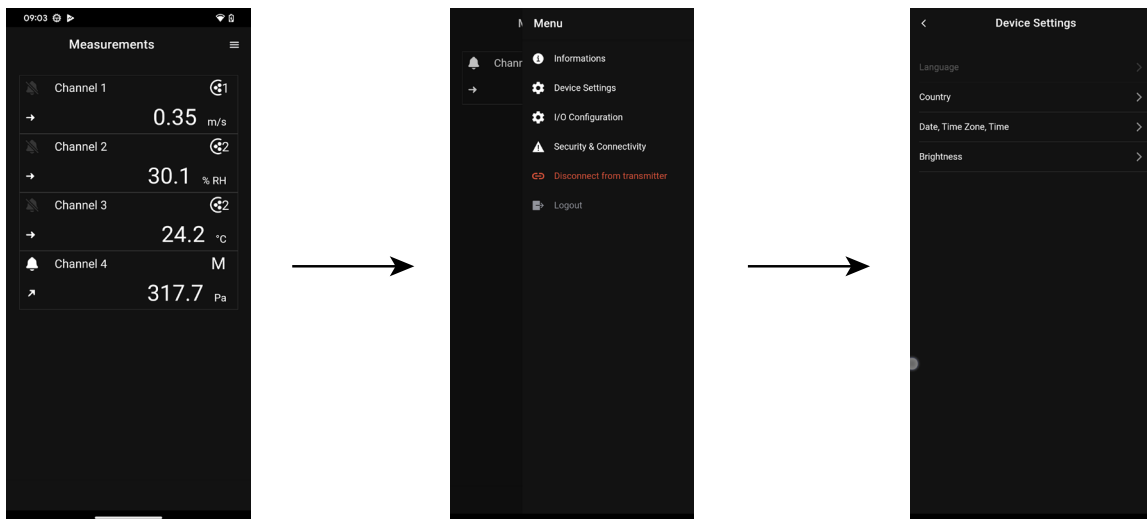 09:03
Measurements
Channel 1
1
0.35 m/s
Channel 2
2
30.1 % RH
Channel 3
2
24.2 °C
Channel 4
M
317.7 Pa
M
Chann
Menu
Informations
Device Settings
I/O Configuration
Security & Connectivity
Disconnect from transmitter
Logout
Device Settings
Language
Country
Date, Time Zone, Time
Brightness